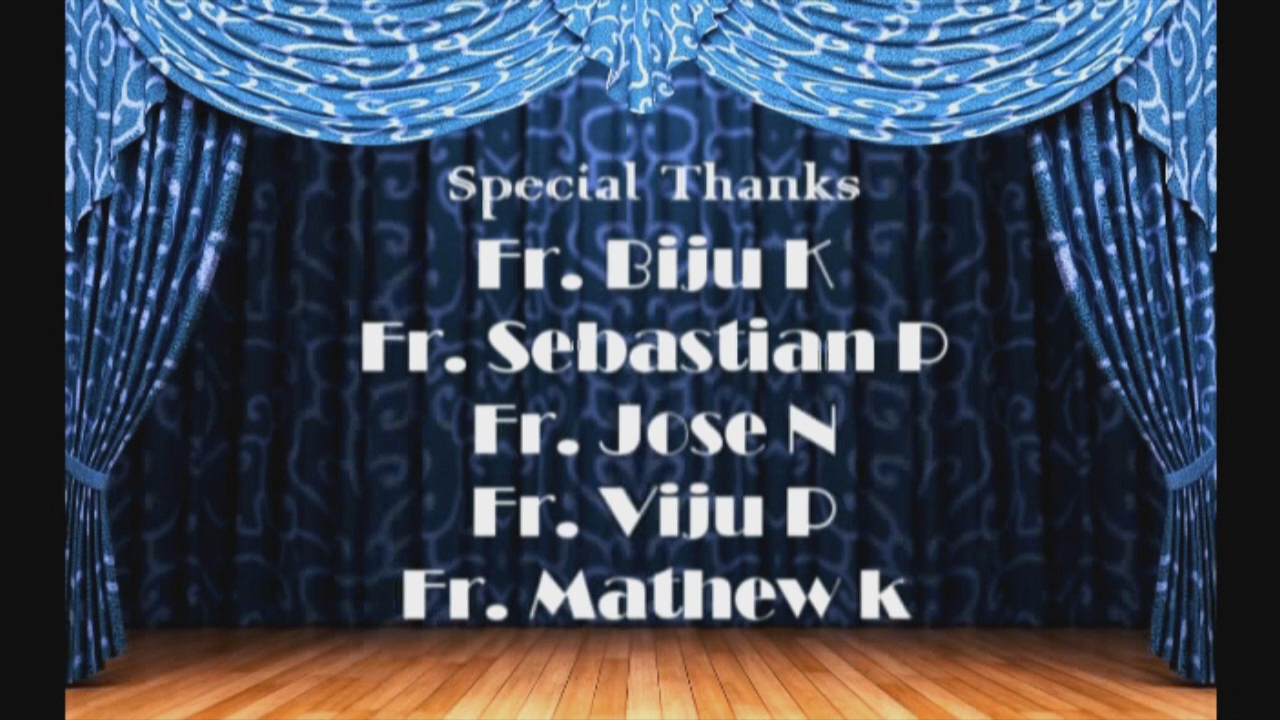 Special Thanks
Fr. Biju K
Fr. Sebastian P
Fr. Jose N
Fr. Viju P
Fr. Mathew k